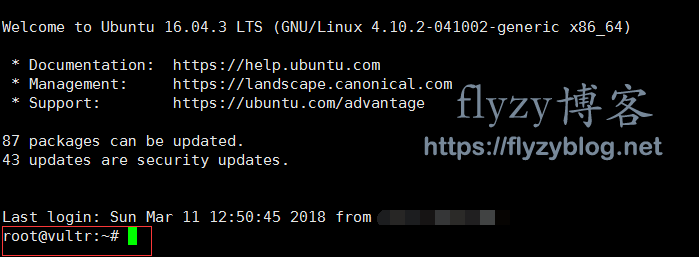 Welcome to Ubuntu 16.04.3 LTS (GNU/Linux 4.10.2-041002-generic x86_64)
* Documentation:  https://help.ubuntu.com
* Management:     https://landscape.canonical.com
* Support:        https://ubuntu.com/advantage
flyzy博客
https://flyzyblog.net
87 packages can be updated.
43 updates are security updates.
Last login: Sun Mar 11 12:50:45 2018 from
root@vultr:~#